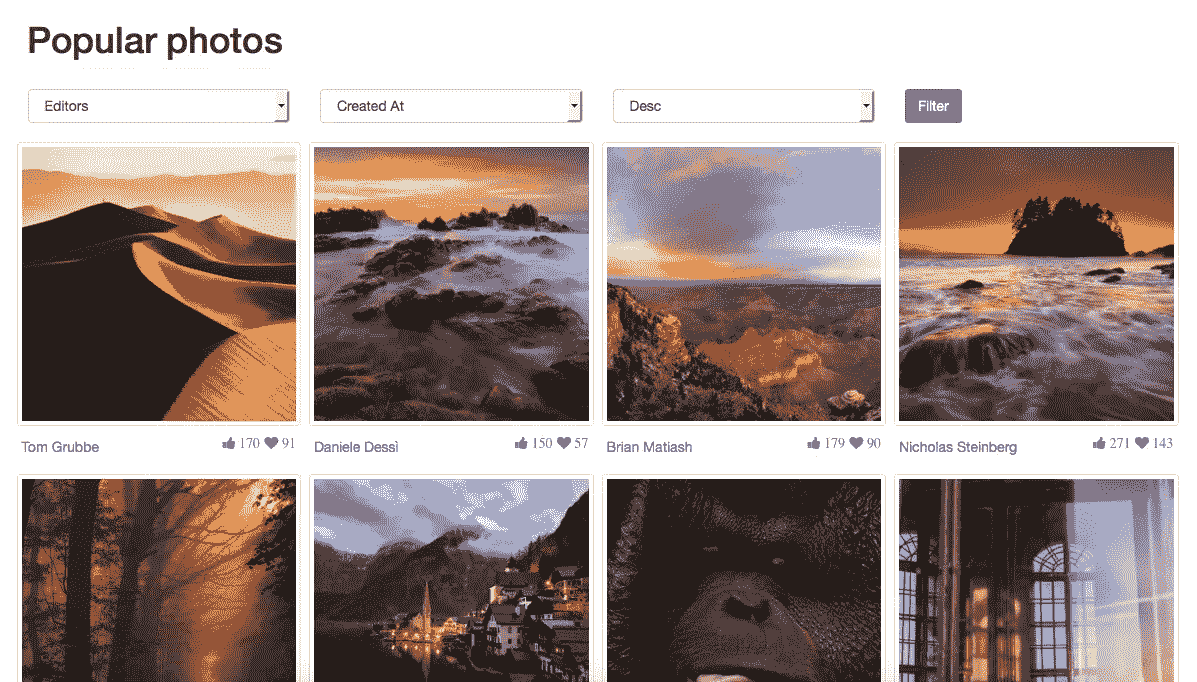 Popular photos
Editors Created At Desc Filter
Tom Grubbe 170 91 Daniele Dessì 150 57 Brian Matiash 179 90 Nicholas Steinberg 271 143